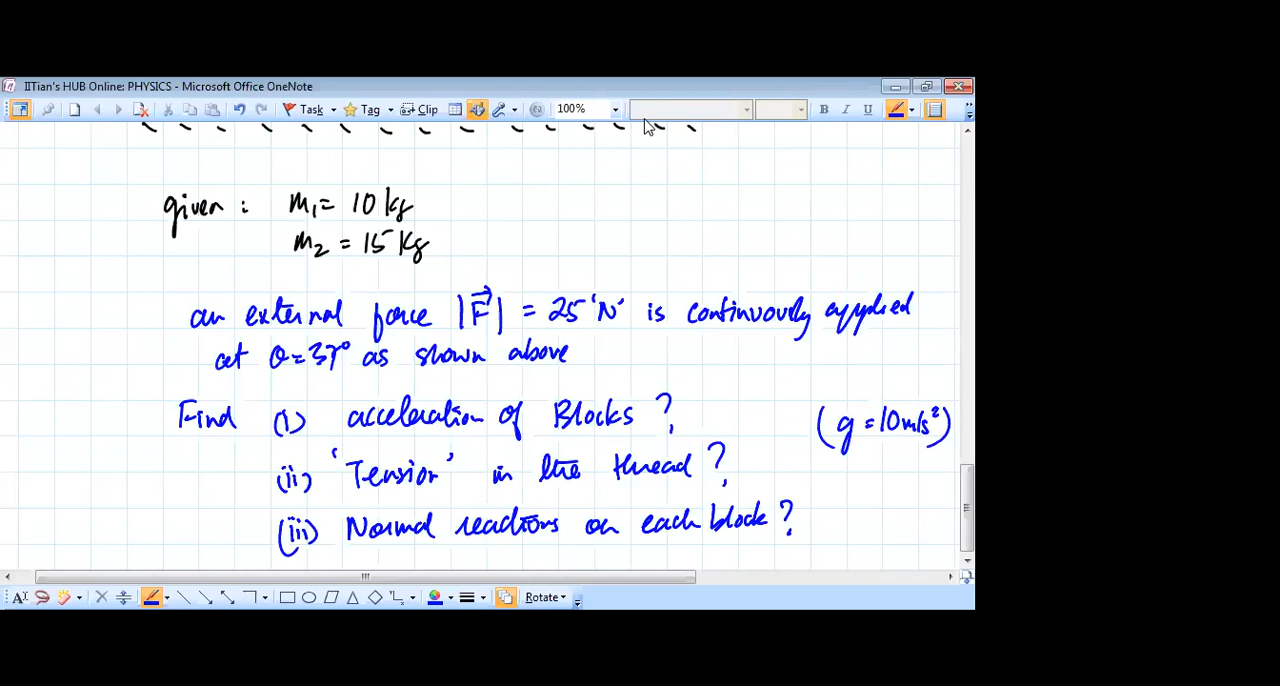 IITian's HUB Online: PHYSICS - Microsoft Office OneNote
Task Tag Clip 100% B I U
given : m₁ = 10 kg
m₂ = 15 Kg
an external force |F⃗| = 25 'N' is continuously applied
at θ = 37° as shown above
Find (i) acceleration of Blocks ? (g = 10 m/s²)
(ii) 'Tension' in the thread ?
(iii) Normal reactions on each block ?
Rotate